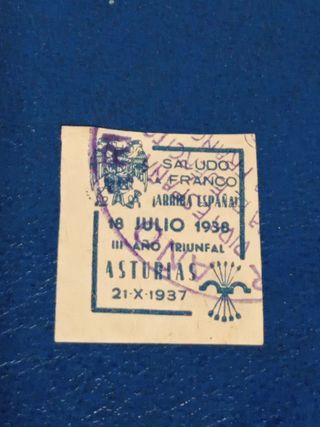 SALUDO
A FRANCO
¡ARRIBA ESPAÑA!
18 JULIO 1938
III AÑO TRIUNFAL
ASTURIAS
21-X-1937